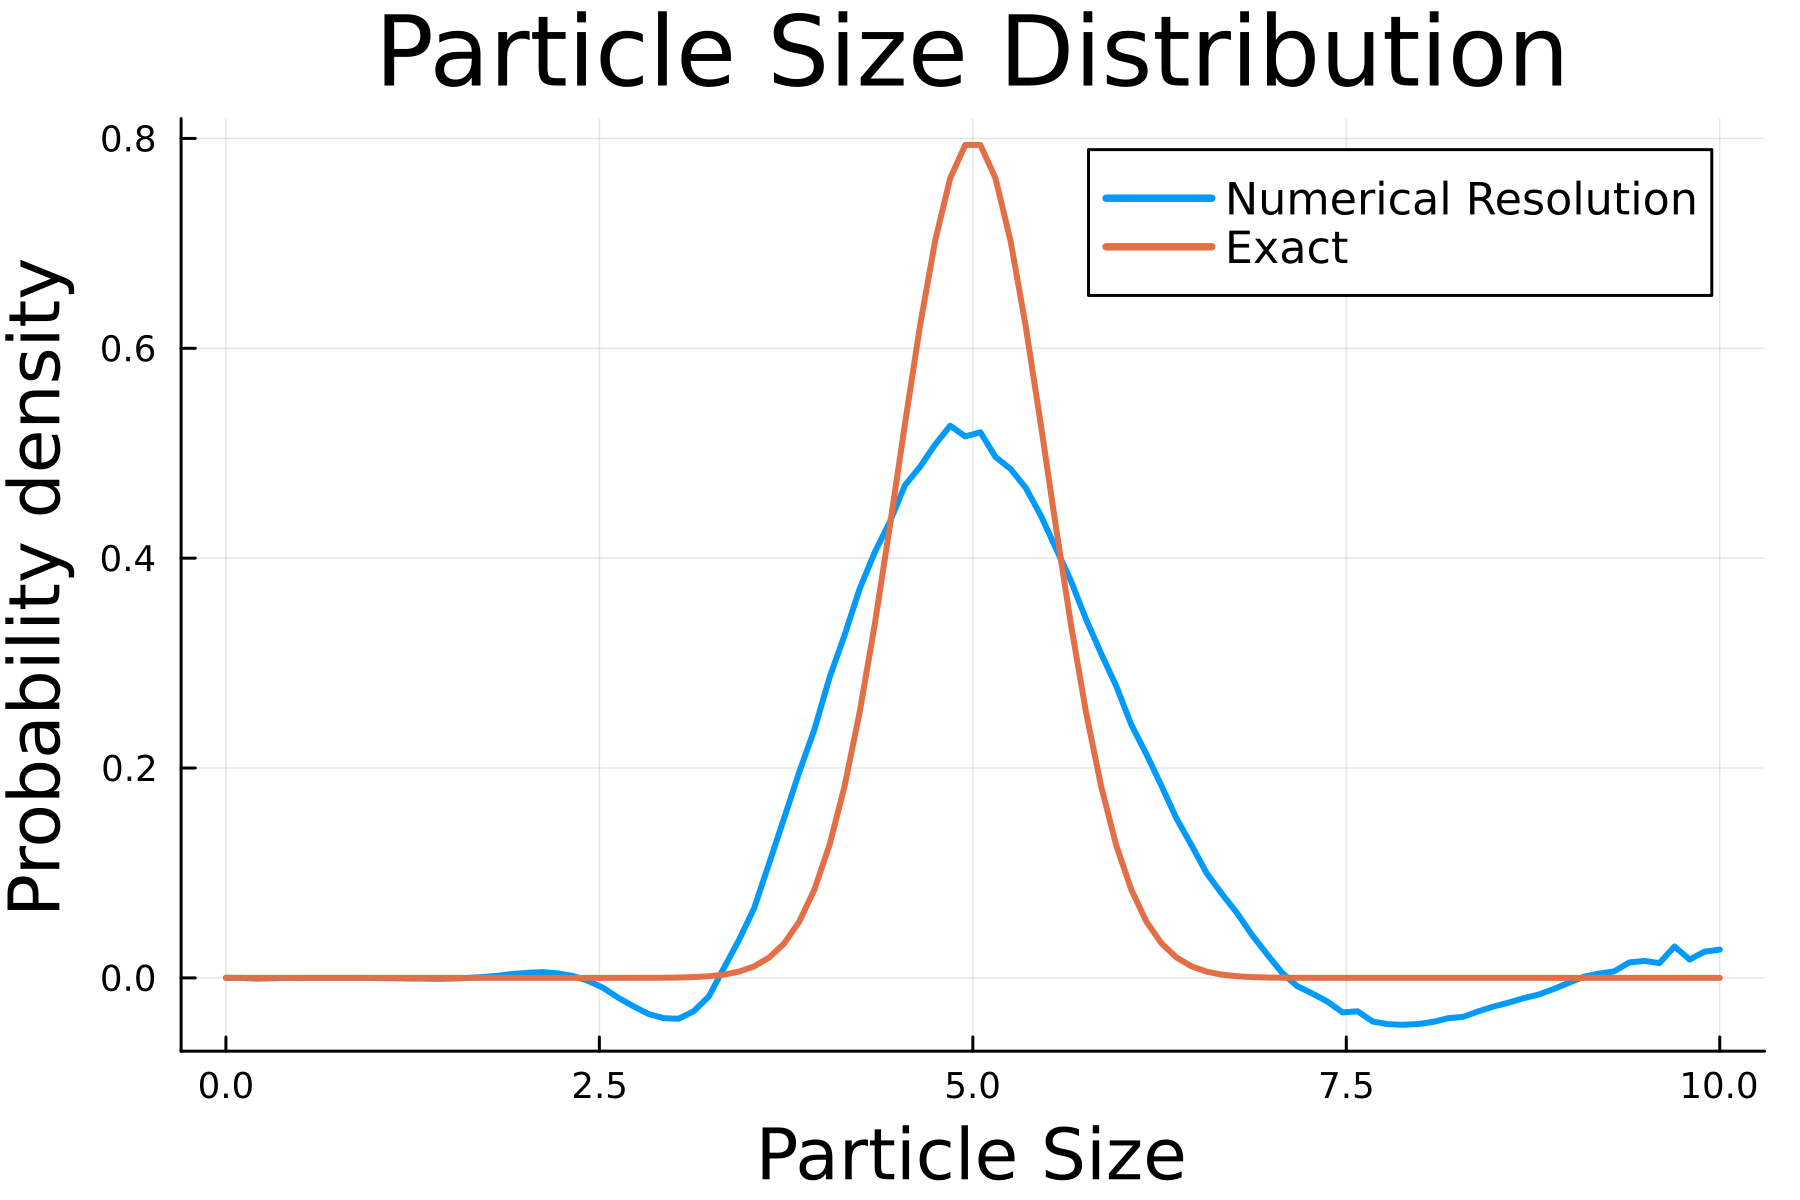 Particle Size Distribution
Probability density
0.8
0.6
0.4
0.2
0.0
Numerical Resolution
Exact
0.0 2.5 5.0 7.5 10.0
Particle Size